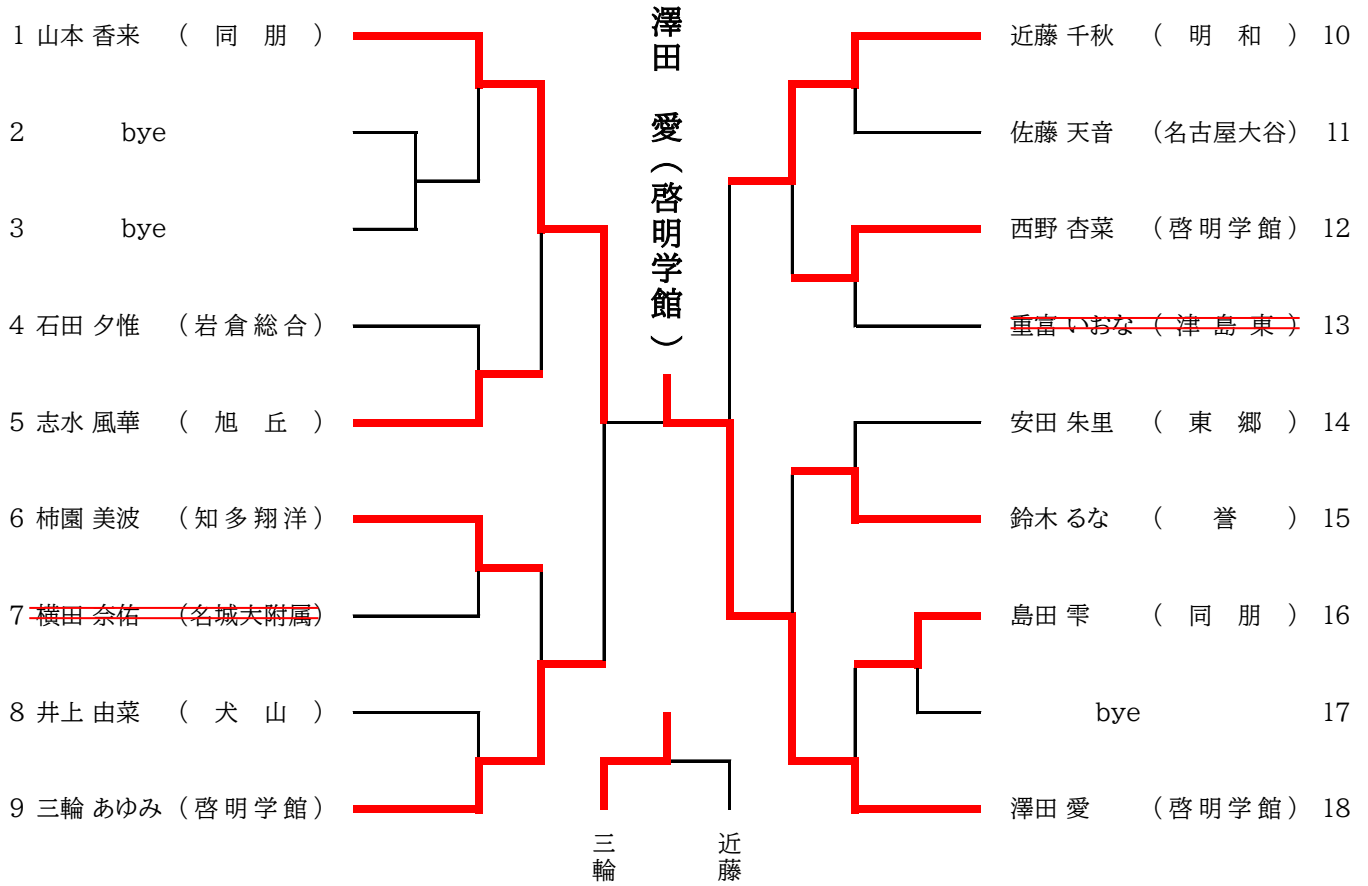 澤田 愛（啓明学館）
1 山本 香来 （ 同 朋 ）
2 bye
3 bye
4 石田 夕惟 （岩倉総合）
5 志水 風華 （ 旭 丘 ）
6 柿園 美波 （知多翔洋）
7 横田 奈佑 （名城大附属）
8 井上 由菜 （ 犬 山 ）
9 三輪 あゆみ （啓明学館）
近藤 千秋 （ 明 和 ） 10
佐藤 天音 （名古屋大谷） 11
西野 杏菜 （啓明学館） 12
重富 いおな （ 津 島 東 ） 13
安田 朱里 （ 東 郷 ） 14
鈴木 るな （ 誉 ） 15
島田 雫 （ 同 朋 ） 16
bye 17
澤田 愛 （啓明学館） 18
三輪
近藤